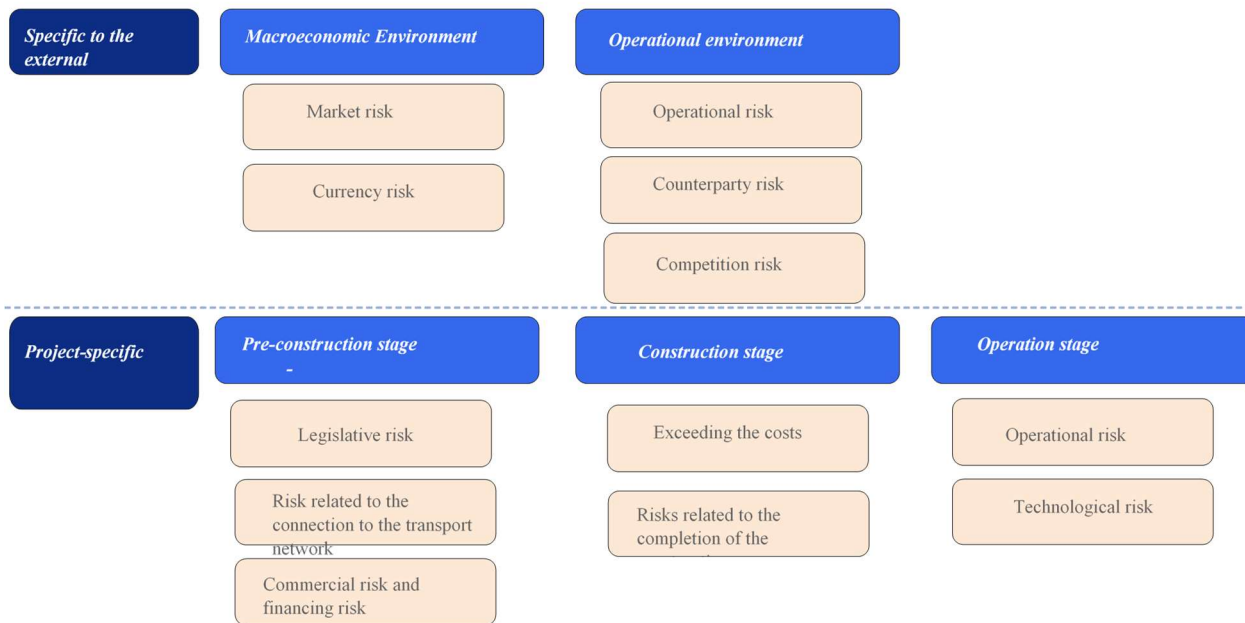 Specific to the
external
Macroeconomic Environment
Operational environment
Market risk
Operational risk
Currency risk
Counterparty risk
Competition risk
Project-specific
Pre-construction stage
-
Construction stage
Operation stage
Legislative risk
Exceeding the costs
Operational risk
Risk related to the
connection to the transport
network
Risks related to the
completion of the
Technological risk
Commercial risk and
financing risk